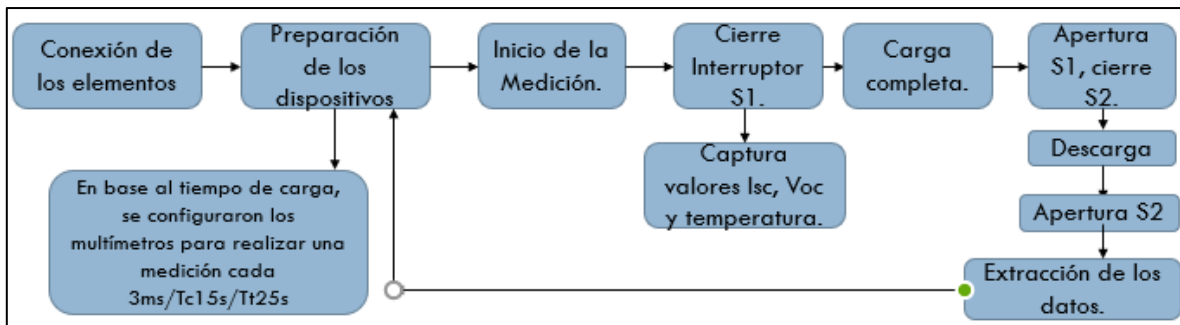 Conexión de
los elementos
Preparación
de los
dispositivos
Inicio de la
Medición.
Cierre
Interruptor
S1.
Carga
completa.
Apertura
S1, cierre
S2.
Descarga
Apertura S2
Extracción de los
datos.
Captura
valores Isc, Voc
y temperatura.
En base al tiempo de carga,
se configuraron los
multímetros para realizar una
medición cada
3ms/Tc15s/Tt25s